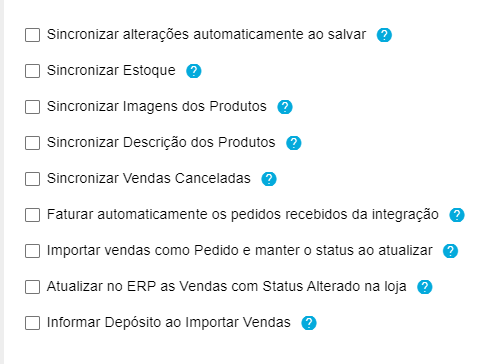 Sincronizar alterações automaticamente ao salvar ?
Sincronizar Estoque ?
Sincronizar Imagens dos Produtos ?
Sincronizar Descrição dos Produtos ?
Sincronizar Vendas Canceladas ?
Faturar automaticamente os pedidos recebidos da integração ?
Importar vendas como Pedido e manter o status ao atualizar ?
Atualizar no ERP as Vendas com Status Alterado na loja ?
Informar Depósito ao Importar Vendas ?